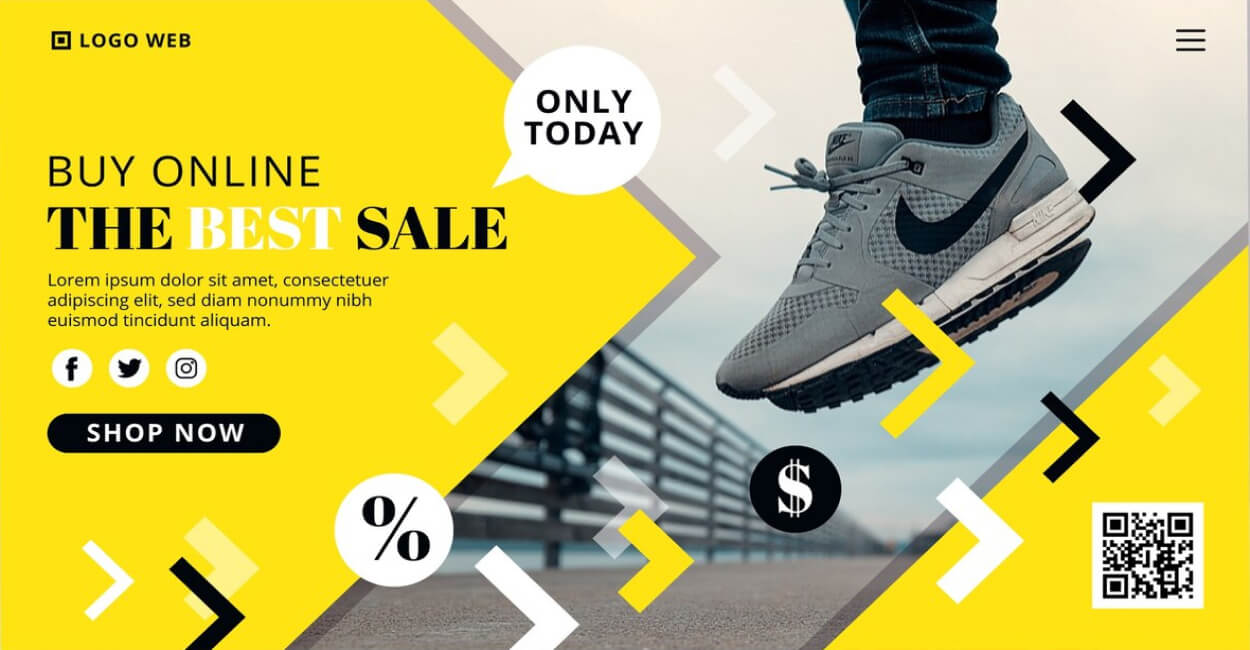 LOGO WEB
ONLY
TODAY
BUY ONLINE
THE BEST SALE
Lorem ipsum dolor sit amet, consectetuer
adipiscing elit, sed diam nonummy nibh
euismod tincidunt aliquam.
f
SHOP NOW
%
$
NIKE